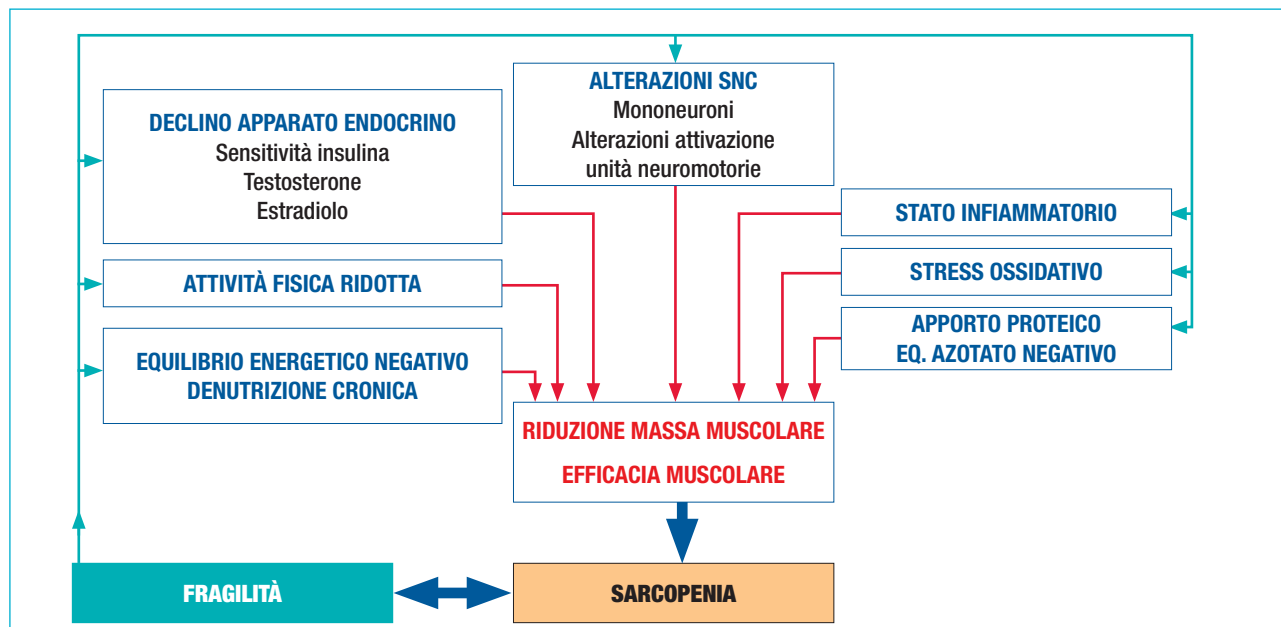 ALTERAZIONI SNC
Mononeuroni
Alterazioni attivazione
unità neuromotorie
DECLINO APPARATO ENDOCRINO
Sensitività insulina
Testosterone
Estradiolo
STATO INFIAMMATORIO
ATTIVITÀ FISICA RIDOTTA
STRESS OSSIDATIVO
APPORTO PROTEICO
EQ. AZOTATO NEGATIVO
EQUILIBRIO ENERGETICO NEGATIVO
DENUTRIZIONE CRONICA
RIDUZIONE MASSA MUSCOLARE
EFFICACIA MUSCOLARE
FRAGILITÀ
SARCOPENIA